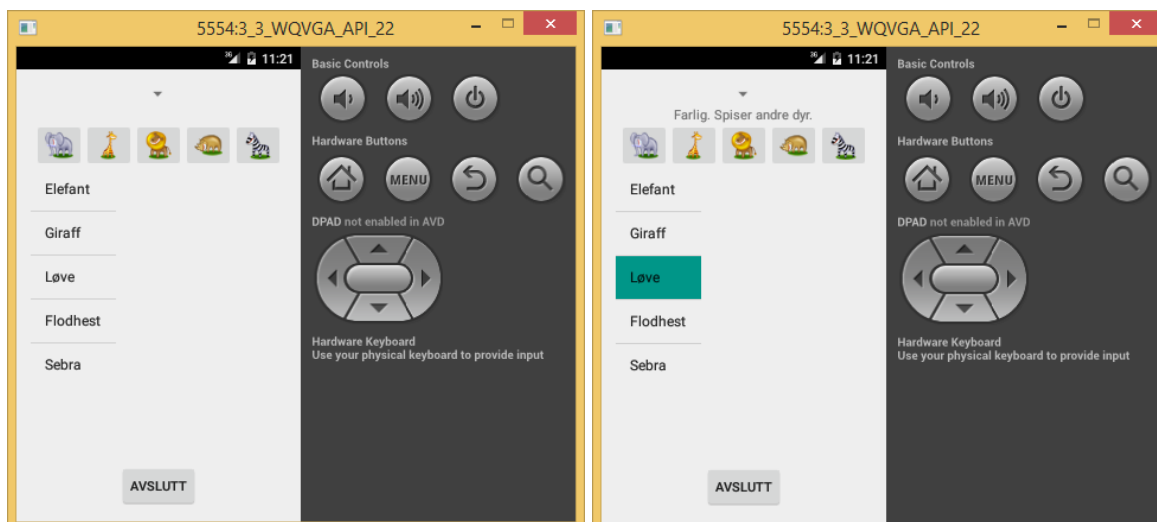 5554:3_3_WQVGA_API_22
3G 11:21
Basic Controls
Hardware Buttons
MENU
Elefant
DPAD not enabled in AVD
Giraff
Løve
Flodhest
Hardware Keyboard
Use your physical keyboard to provide input
Sebra
AVSLUTT
5554:3_3_WQVGA_API_22
3G 11:21
Basic Controls
Farlig. Spiser andre dyr.
Hardware Buttons
MENU
Elefant
DPAD not enabled in AVD
Giraff
Løve
Flodhest
Hardware Keyboard
Use your physical keyboard to provide input
Sebra
AVSLUTT